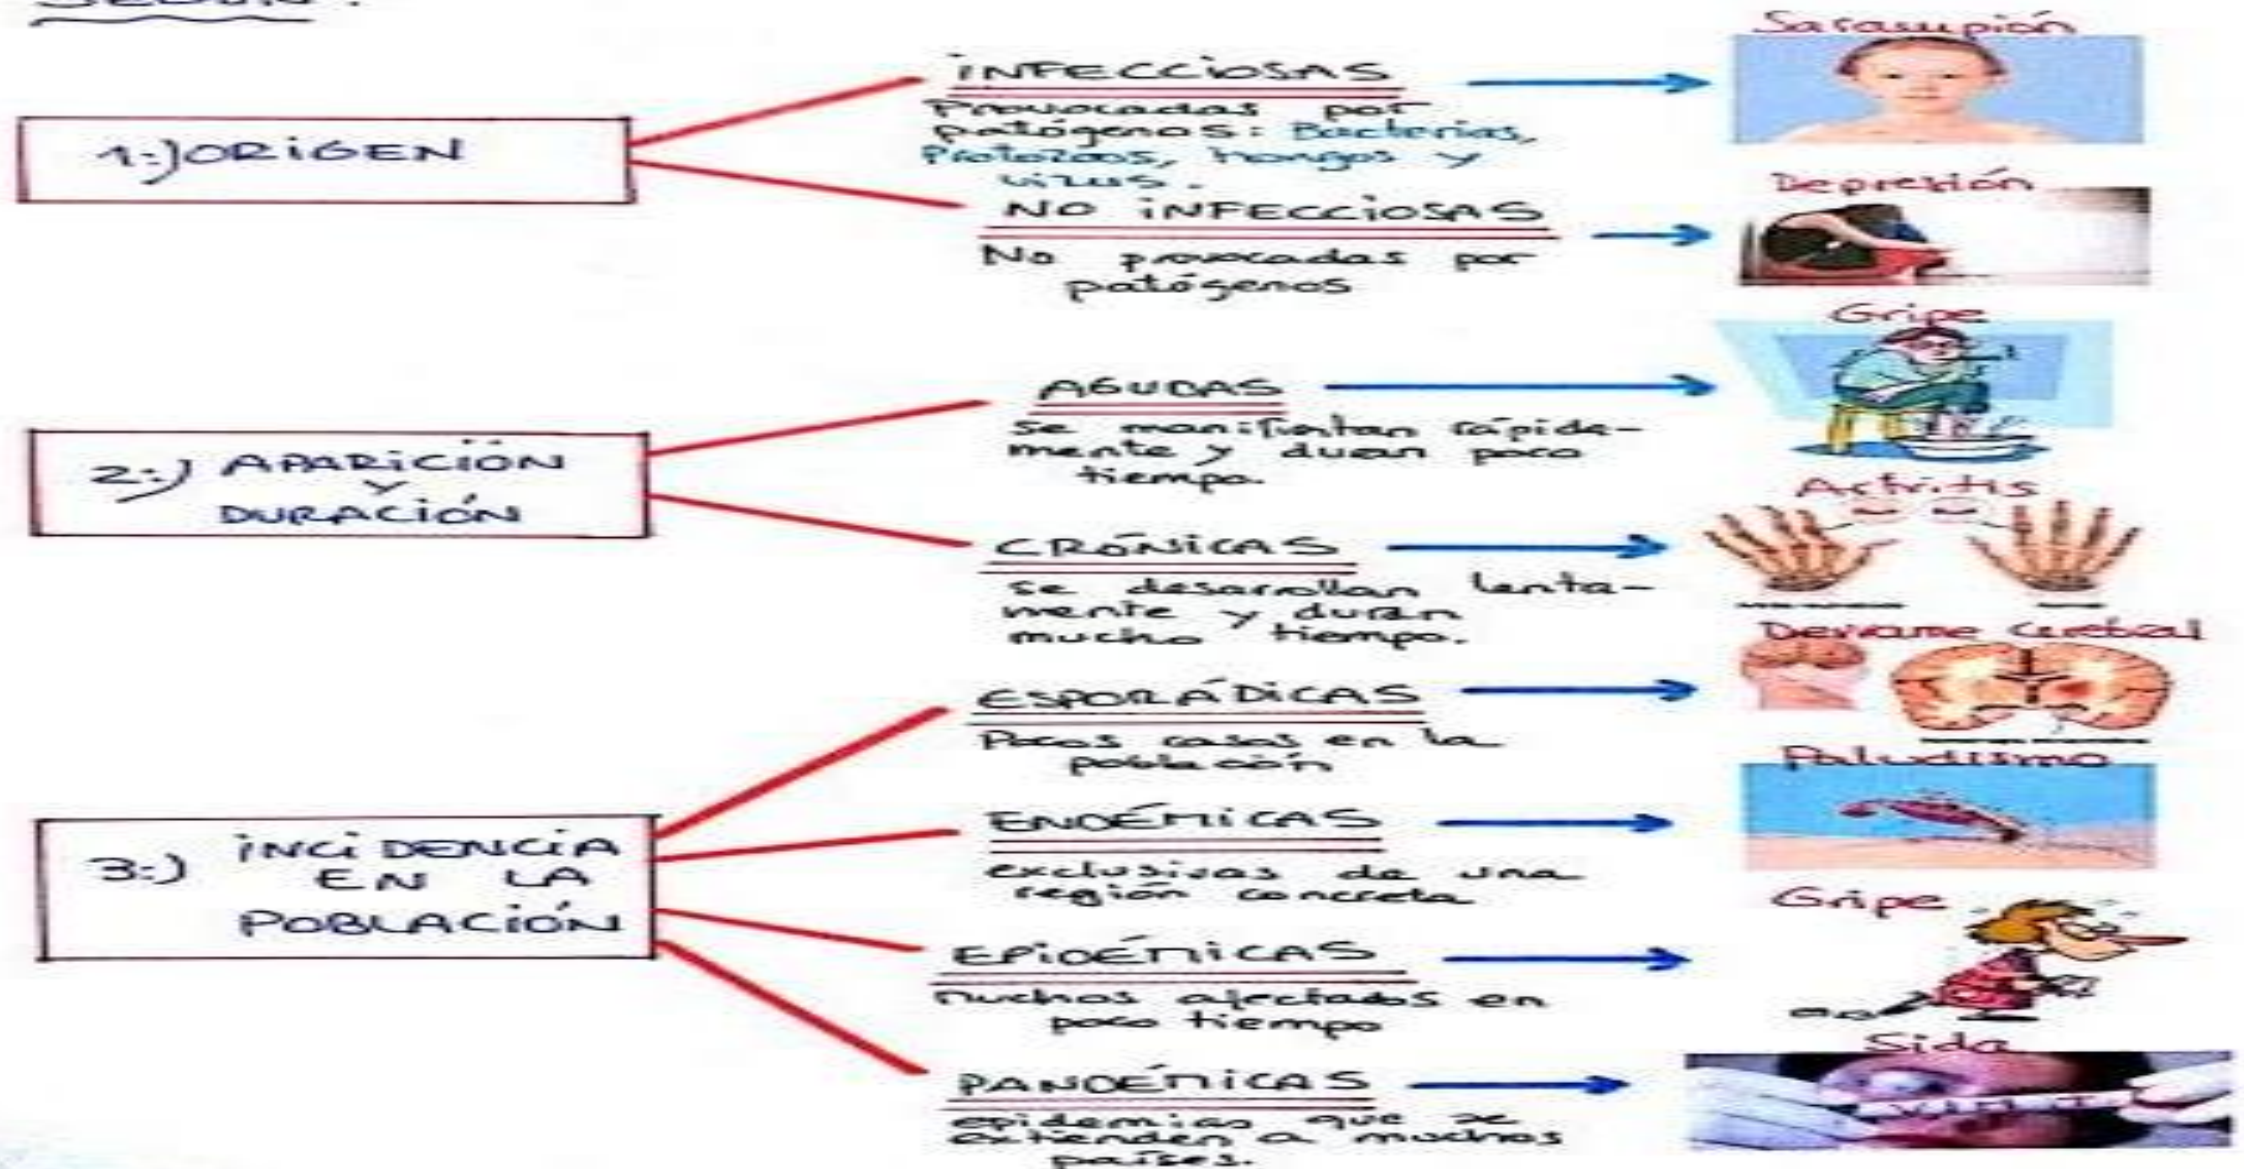 SEGÚN:
1:) ORIGEN
INFECCIOSAS
Provocadas por
patógenos: Bacterias,
Protozoos, hongos y
virus.
Sarampión
NO INFECCIOSAS
No provocadas por
patógenos
Depresión
2:) APARICIÓN
y
DURACIÓN
AGUDAS
se manifiestan rápida-
mente y duran poco
tiempo.
Gripe
CRÓNICAS
se desarrollan lenta-
mente y duran
mucho tiempo.
Artritis
3:) INCIDENCIA
EN LA
POBLACIÓN
ESPORÁDICAS
Pocos casos en la
población
Derrame Cerebral
ENDÉMICAS
exclusivas de una
región concreta
Paludismo
EPIDÉMICAS
muchos afectados en
poco tiempo
Gripe
PANDÉMICAS
epidemias que se
extienden a muchos
países.
Sida